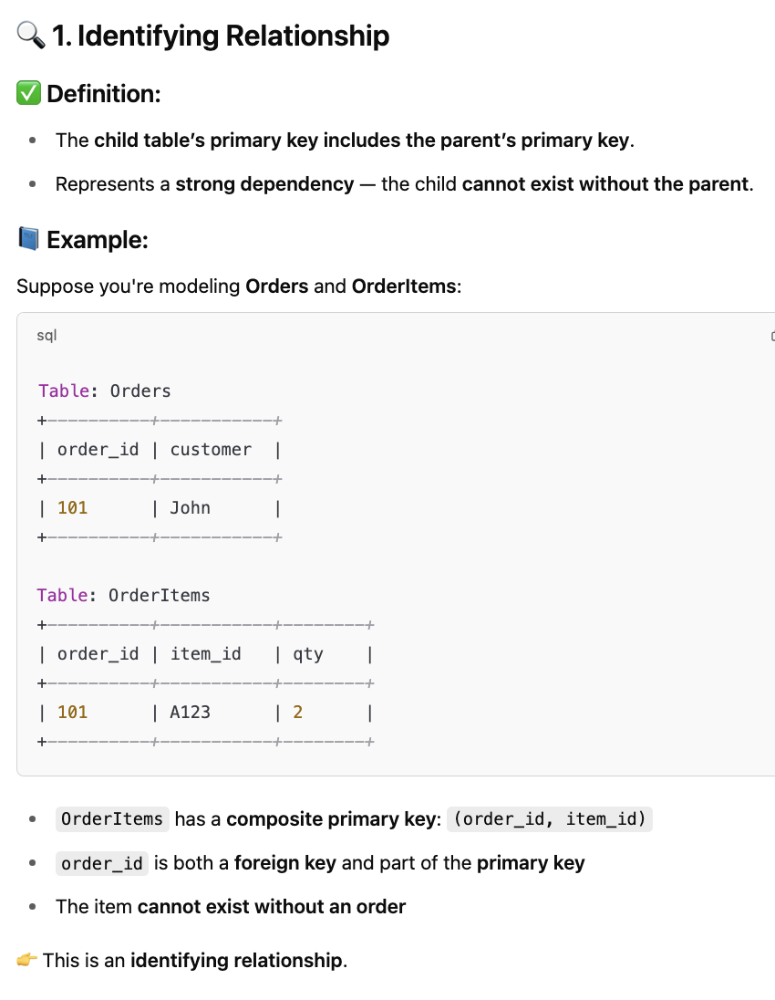 🔍 1. Identifying Relationship
✅ Definition:
• The child table’s primary key includes the parent’s primary key.
• Represents a strong dependency — the child cannot exist without the parent.
📘 Example:
Suppose you're modeling Orders and OrderItems:
sql
Table: Orders
+----------+-----------+
| order_id | customer  |
+----------+-----------+
| 101      | John      |
+----------+-----------+
Table: OrderItems
+----------+-----------+--------+
| order_id | item_id   | qty    |
+----------+-----------+--------+
| 101      | A123      | 2      |
+----------+-----------+--------+
• OrderItems has a composite primary key: (order_id, item_id)
• order_id is both a foreign key and part of the primary key
• The item cannot exist without an order
👉 This is an identifying relationship.